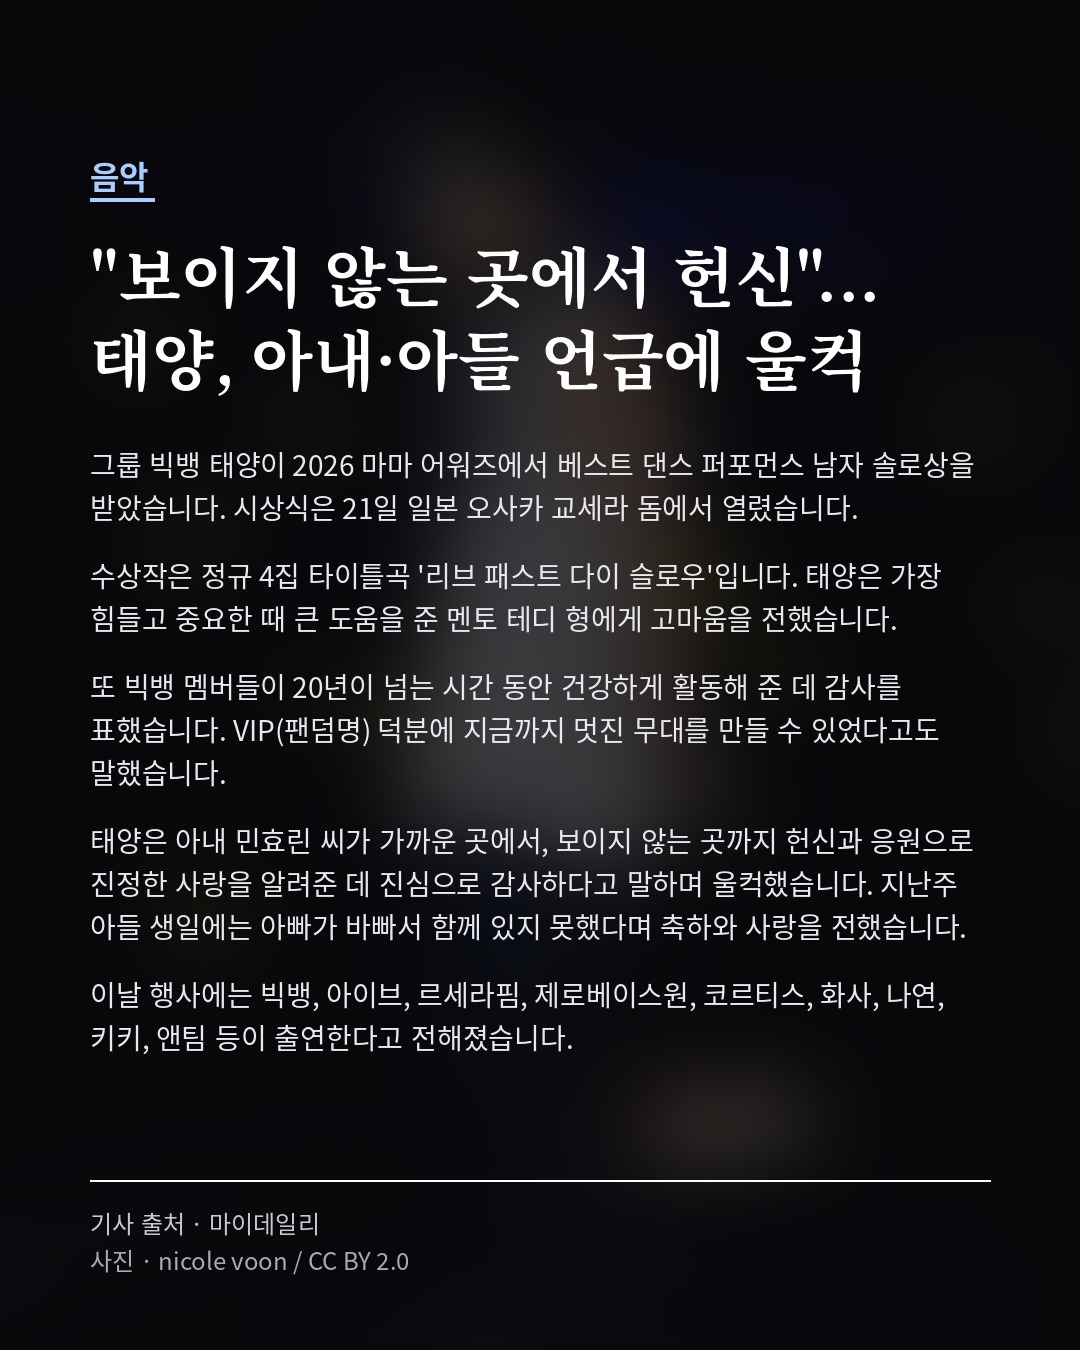 음악
"보이지 않는 곳에서 헌신"...
태양, 아내·아들 언급에 울컥
그룹 빅뱅 태양이 2026 마마 어워즈에서 베스트 댄스 퍼포먼스 남자 솔로상을
받았습니다. 시상식은 21일 일본 오사카 교세라 돔에서 열렸습니다.
수상작은 정규 4집 타이틀곡 '리브 패스트 다이 슬로우'입니다. 태양은 가장
힘들고 중요한 때 큰 도움을 준 멘토 테디 형에게 고마움을 전했습니다.
또 빅뱅 멤버들이 20년이 넘는 시간 동안 건강하게 활동해 준 데 감사를
표했습니다. VIP(팬덤명) 덕분에 지금까지 멋진 무대를 만들 수 있었다고도
말했습니다.
태양은 아내 민효린 씨가 가까운 곳에서, 보이지 않는 곳까지 헌신과 응원으로
진정한 사랑을 알려준 데 진심으로 감사하다고 말하며 울컥했습니다. 지난주
아들 생일에는 아빠가 바빠서 함께 있지 못했다며 축하와 사랑을 전했습니다.
이날 행사에는 빅뱅, 아이브, 르세라핌, 제로베이스원, 코르티스, 화사, 나연,
키키, 앤팀 등이 출연한다고 전해졌습니다.
기사 출처 · 마이데일리
사진 · nicole voon / CC BY 2.0